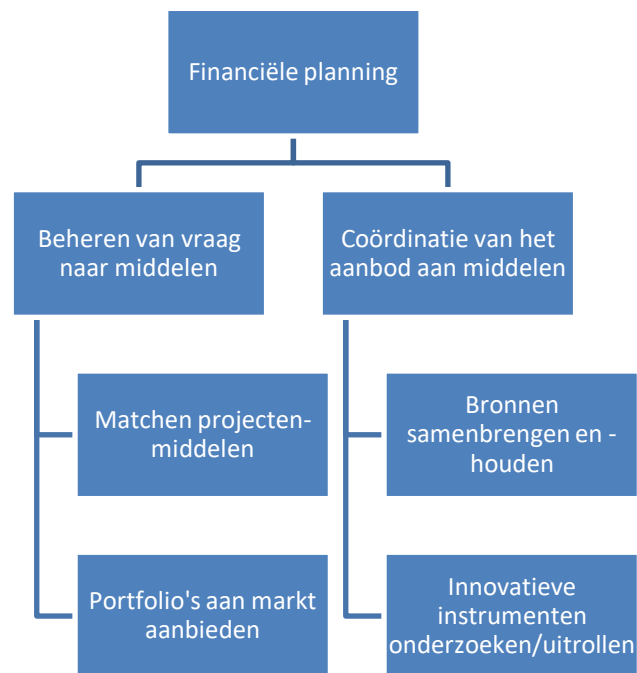 Financiële planning
Beheren van vraag
naar middelen
Coördinatie van het
aanbod aan middelen
Matchen projecten-
middelen
Bronnen
samenbrengen en -
houden
Portfolio's aan markt
aanbieden
Innovatieve
instrumenten
onderzoeken/uitrollen